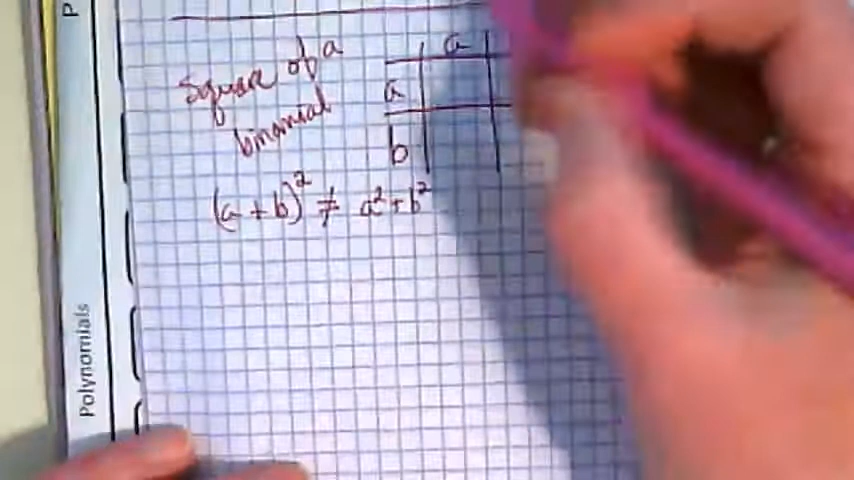 Square of a
binomial
a
a
b
(a + b)² ≠ a² + b²
Polynomials
P